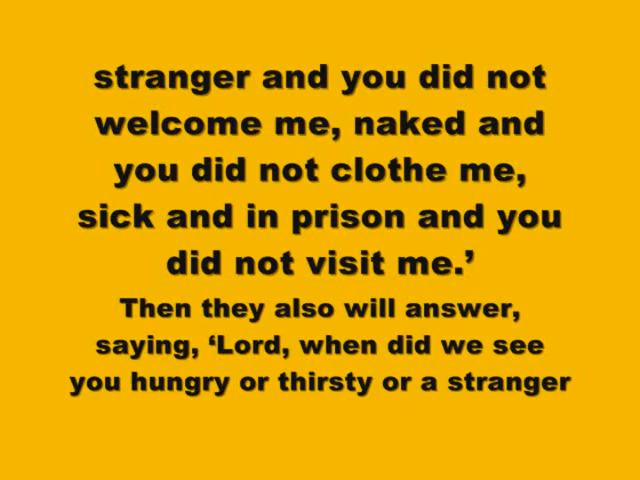 stranger and you did not
welcome me, naked and
you did not clothe me,
sick and in prison and you
did not visit me.’
Then they also will answer,
saying, ‘Lord, when did we see
you hungry or thirsty or a stranger